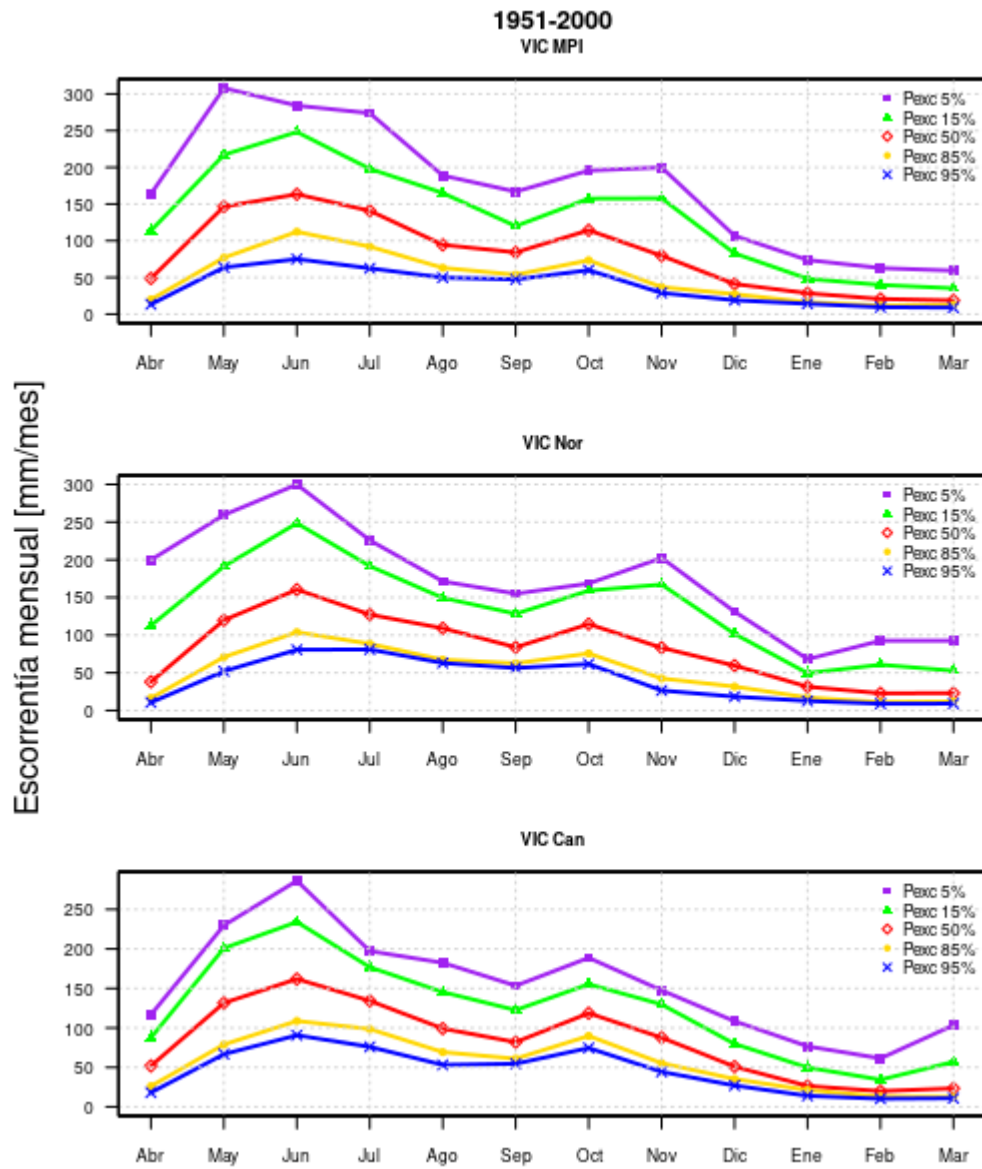 1951-2000
VIC MPI
Escorrentía mensual [mm/mes]
300
250
200
150
100
50
0
Pexc 5%
Pexc 15%
Pexc 50%
Pexc 85%
Pexc 95%
Abr May Jun Jul Ago Sep Oct Nov Dic Ene Feb Mar
VIC Nor
300
250
200
150
100
50
0
Pexc 5%
Pexc 15%
Pexc 50%
Pexc 85%
Pexc 95%
Abr May Jun Jul Ago Sep Oct Nov Dic Ene Feb Mar
VIC Can
250
200
150
100
50
0
Pexc 5%
Pexc 15%
Pexc 50%
Pexc 85%
Pexc 95%
Abr May Jun Jul Ago Sep Oct Nov Dic Ene Feb Mar